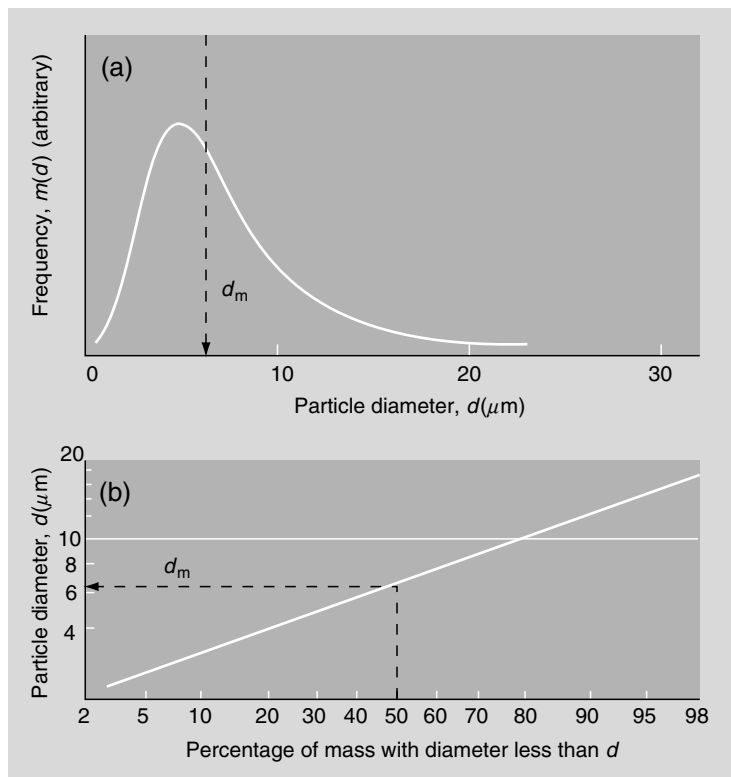 (a)
Frequency, m(d) (arbitrary)
dm
0 10 20 30
Particle diameter, d(μm)
(b)
Particle diameter, d(μm)
20
10
8
6
4
dm
2 5 10 20 30 40 50 60 70 80 90 95 98
Percentage of mass with diameter less than d